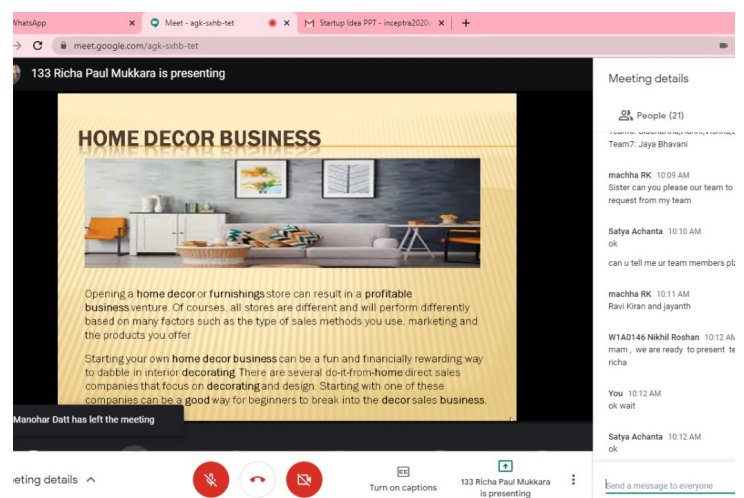 WhatsApp
Meet - agk-sxhb-tet
Startup Idea PPT - inceptra2020
meet.google.com/agk-sxhb-tet
133 Richa Paul Mukkara is presenting
HOME DECOR BUSINESS
Opening a home decor or furnishings store can result in a profitable
business venture. Of courses, all stores are different and will perform differently
based on many factors such as the type of sales methods you use, marketing and
the products you offer.
Starting your own home decor business can be a fun and financially rewarding way
to dabble in interior decorating. There are several do-it-from-home direct sales
companies that focus on decorating and design. Starting with one of these
companies can be a good way for beginners to break into the decor sales business.
Manohar Datt has left the meeting
eting details
Turn on captions
133 Richa Paul Mukkara
is presenting
Meeting details
People (21)
Team7: Jaya Bhavani
machha RK 10:09 AM
Sister can you please our team to
request from my team
Satya Achanta 10:10 AM
ok
can u tell me ur team members plz
machha RK 10:11 AM
Ravi Kiran and jayanth
W1A0146 Nikhil Roshan 10:12 AM
mam , we are ready to present te
richa
You 10:12 AM
ok wait
Satya Achanta 10:12 AM
ok
Send a message to everyone